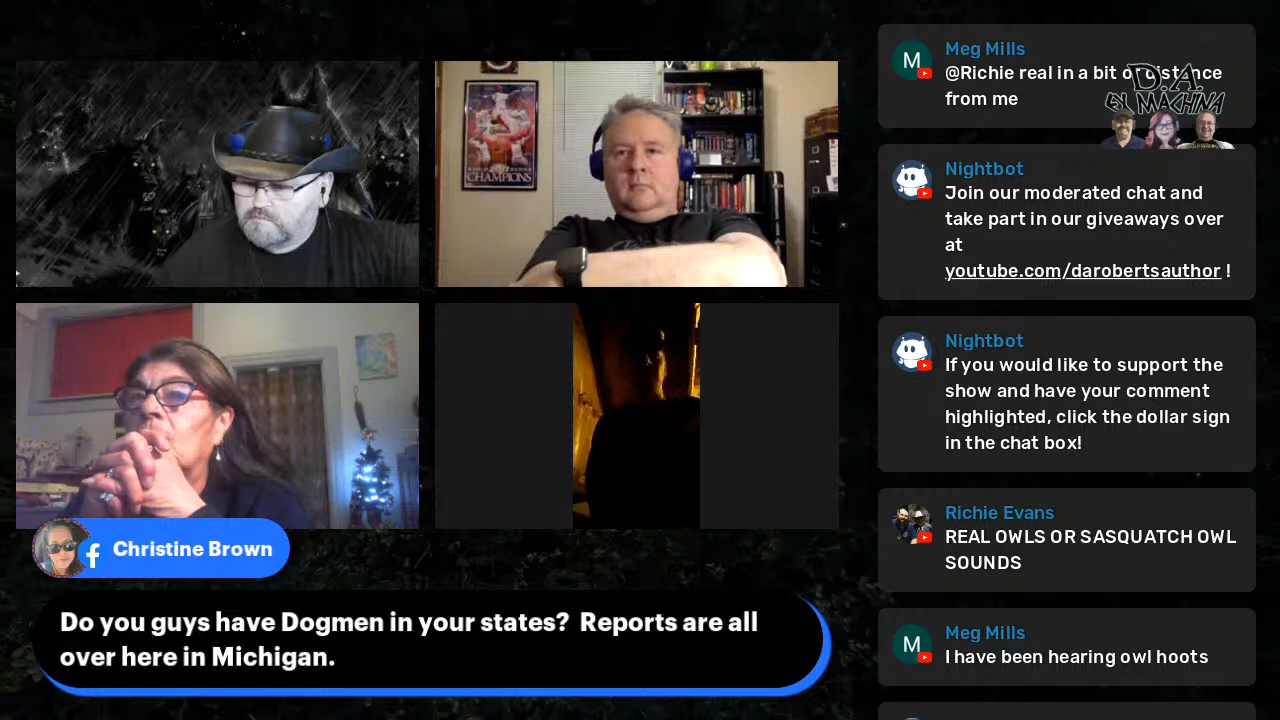 CHAMPIONS
Christine Brown
Do you guys have Dogmen in your states?  Reports are all
over here in Michigan.
M
Meg Mills
@Richie real in a bit of distance
from me
D.A.
EX MACHINA
Nightbot
Join our moderated chat and
take part in our giveaways over
at
youtube.com/darobertsauthor !
Nightbot
If you would like to support the
show and have your comment
highlighted, click the dollar sign
in the chat box!
Richie Evans
REAL OWLS OR SASQUATCH OWL
SOUNDS
M
Meg Mills
I have been hearing owl hoots